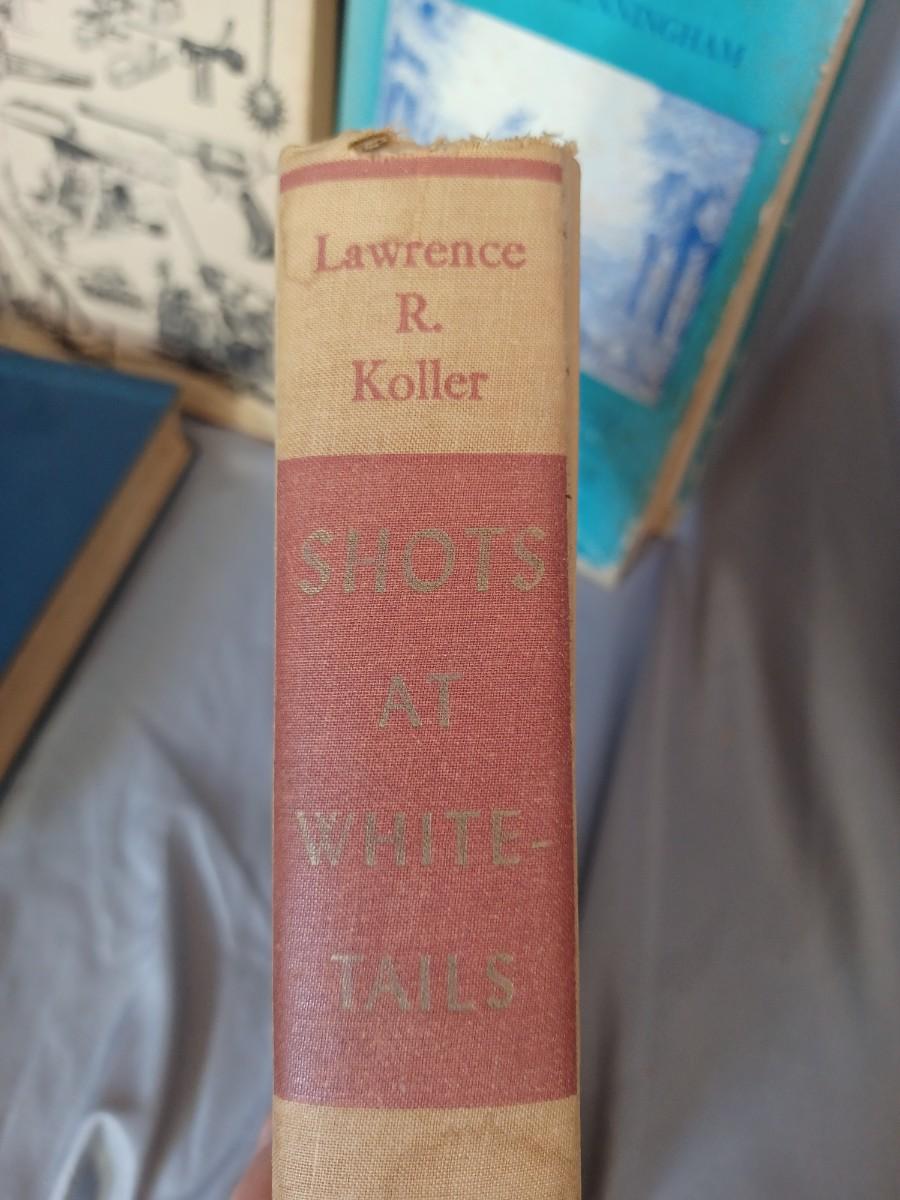 Lawrence
R.
Koller
SHOTS
AT
WHITE-
TAILS